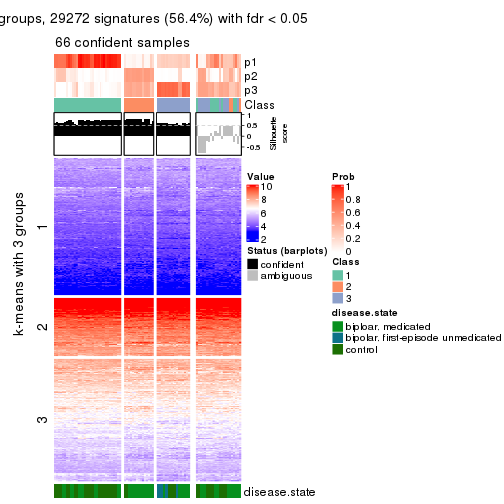 groups, 29272 signatures (56.4%) with fdr < 0.05
66 confident samples
p1
p2
p3
Class
1
0.5
0
-0.5
Silhouette
score
k-means with 3 groups
1
2
3
disease.state
Value
10
8
6
4
2
Status (barplots)
confident
ambiguous
Prob
1
0.8
0.6
0.4
0.2
0
Class
1
2
3
disease.state
bipolar. medicated
bipolar. first-episode unmedicated
control